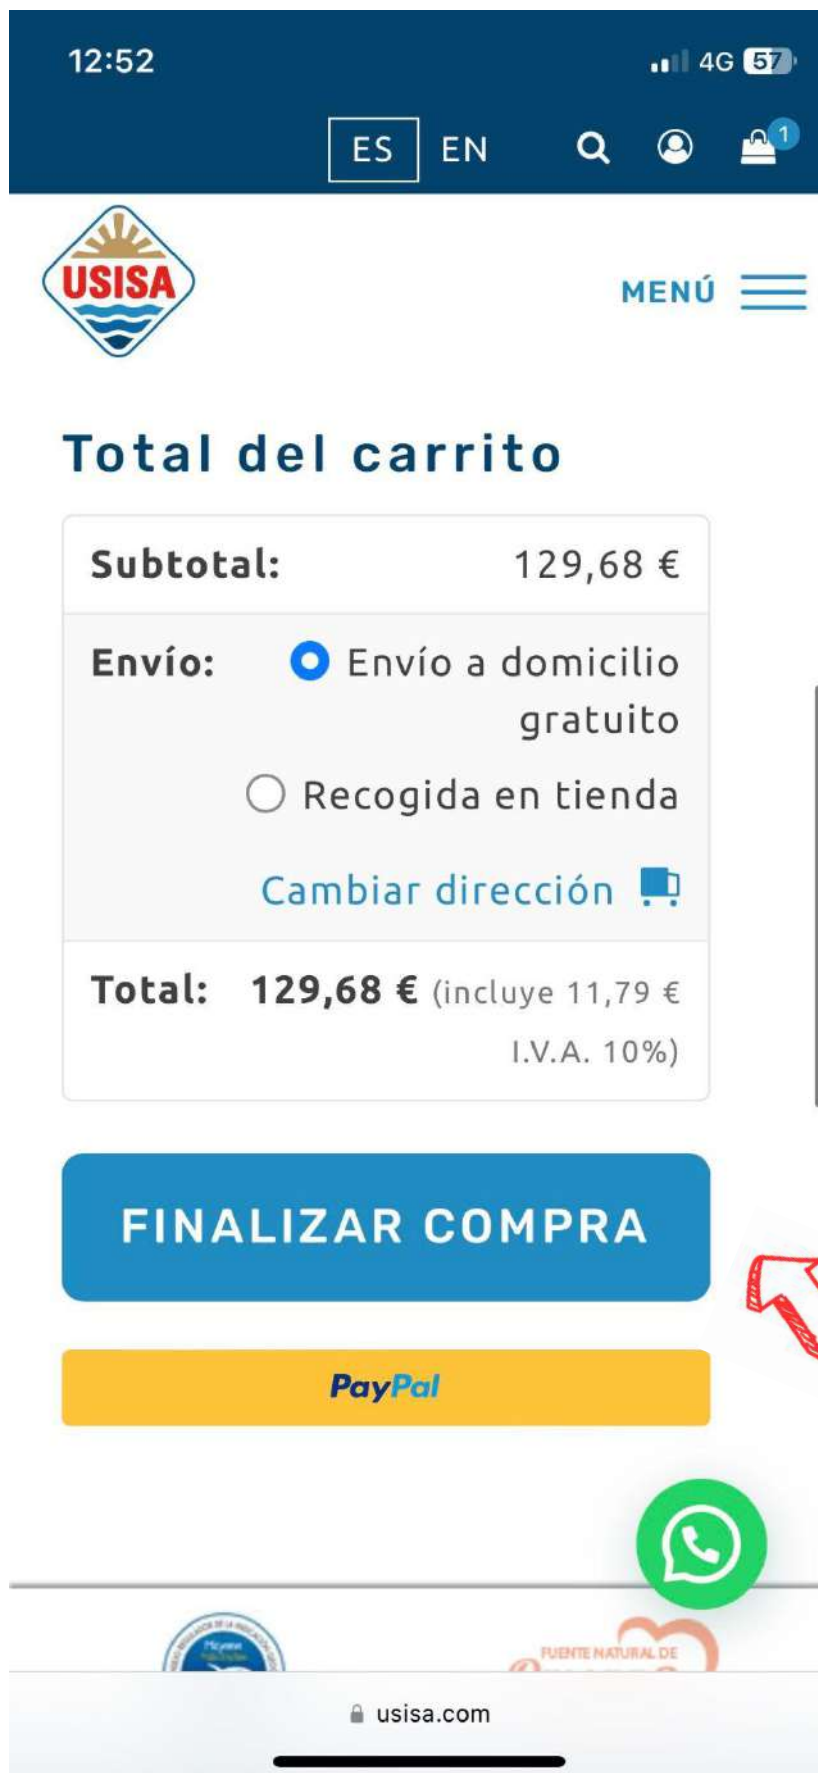 12:52
4G 57
ES EN
1
USISA
MENÚ
Total del carrito
Subtotal: 129,68 €
Envío: Envío a domicilio
gratuito
Recogida en tienda
Cambiar dirección
Total: 129,68 € (incluye 11,79 €
I.V.A. 10%)
FINALIZAR COMPRA
PayPal
FUENTE NATURAL DE
usisa.com